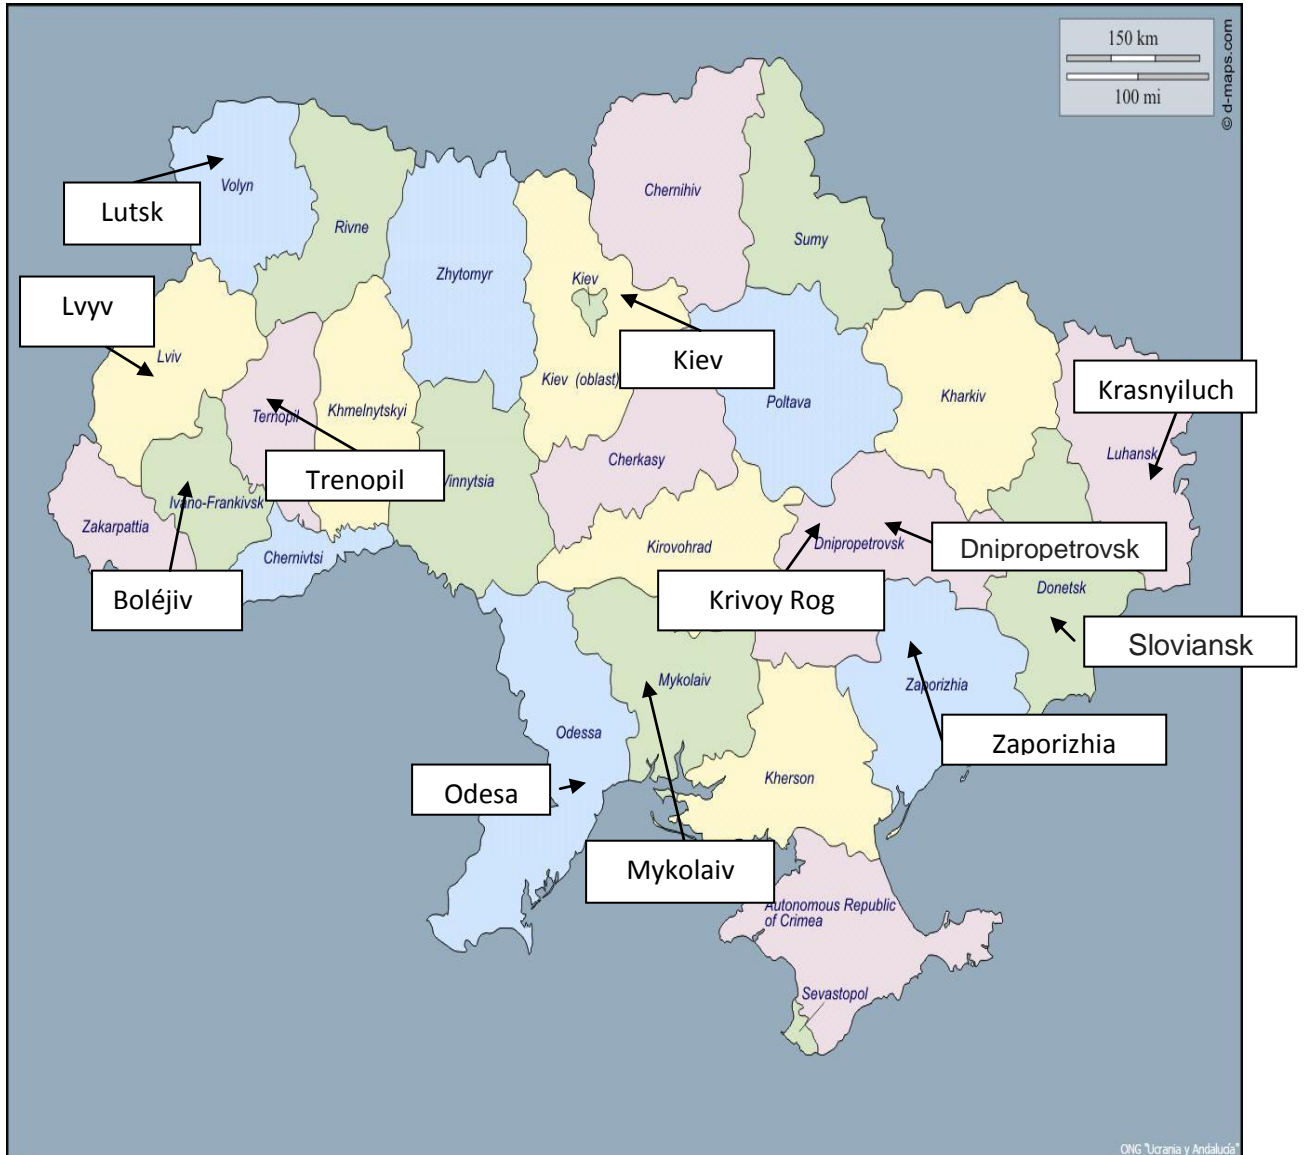 150 km
100 mi
© d-maps.com
Volyn
Lutsk
Rivne
Chernihiv
Sumy
Zhytomyr
Kiev
Lvyv
Lviv
Kiev
Kiev (oblast)
Krasnyiluch
Poltava
Kharkiv
Ternopil
Khmelnytskyi
Luhansk
Cherkasy
Trenopil
Vinnytsia
Ivano-Frankivsk
Zakarpattia
Chernivtsi
Kirovohrad
Dnipropetrovsk
Dnipropetrovsk
Donetsk
Boléjiv
Krivoy Rog
Sloviansk
Mykolaiv
Zaporizhia
Odessa
Zaporizhia
Kherson
Odesa
Mykolaiv
Autonomous Republic
of Crimea
Sevastopol
ONG "Ucrania y Andalucía"